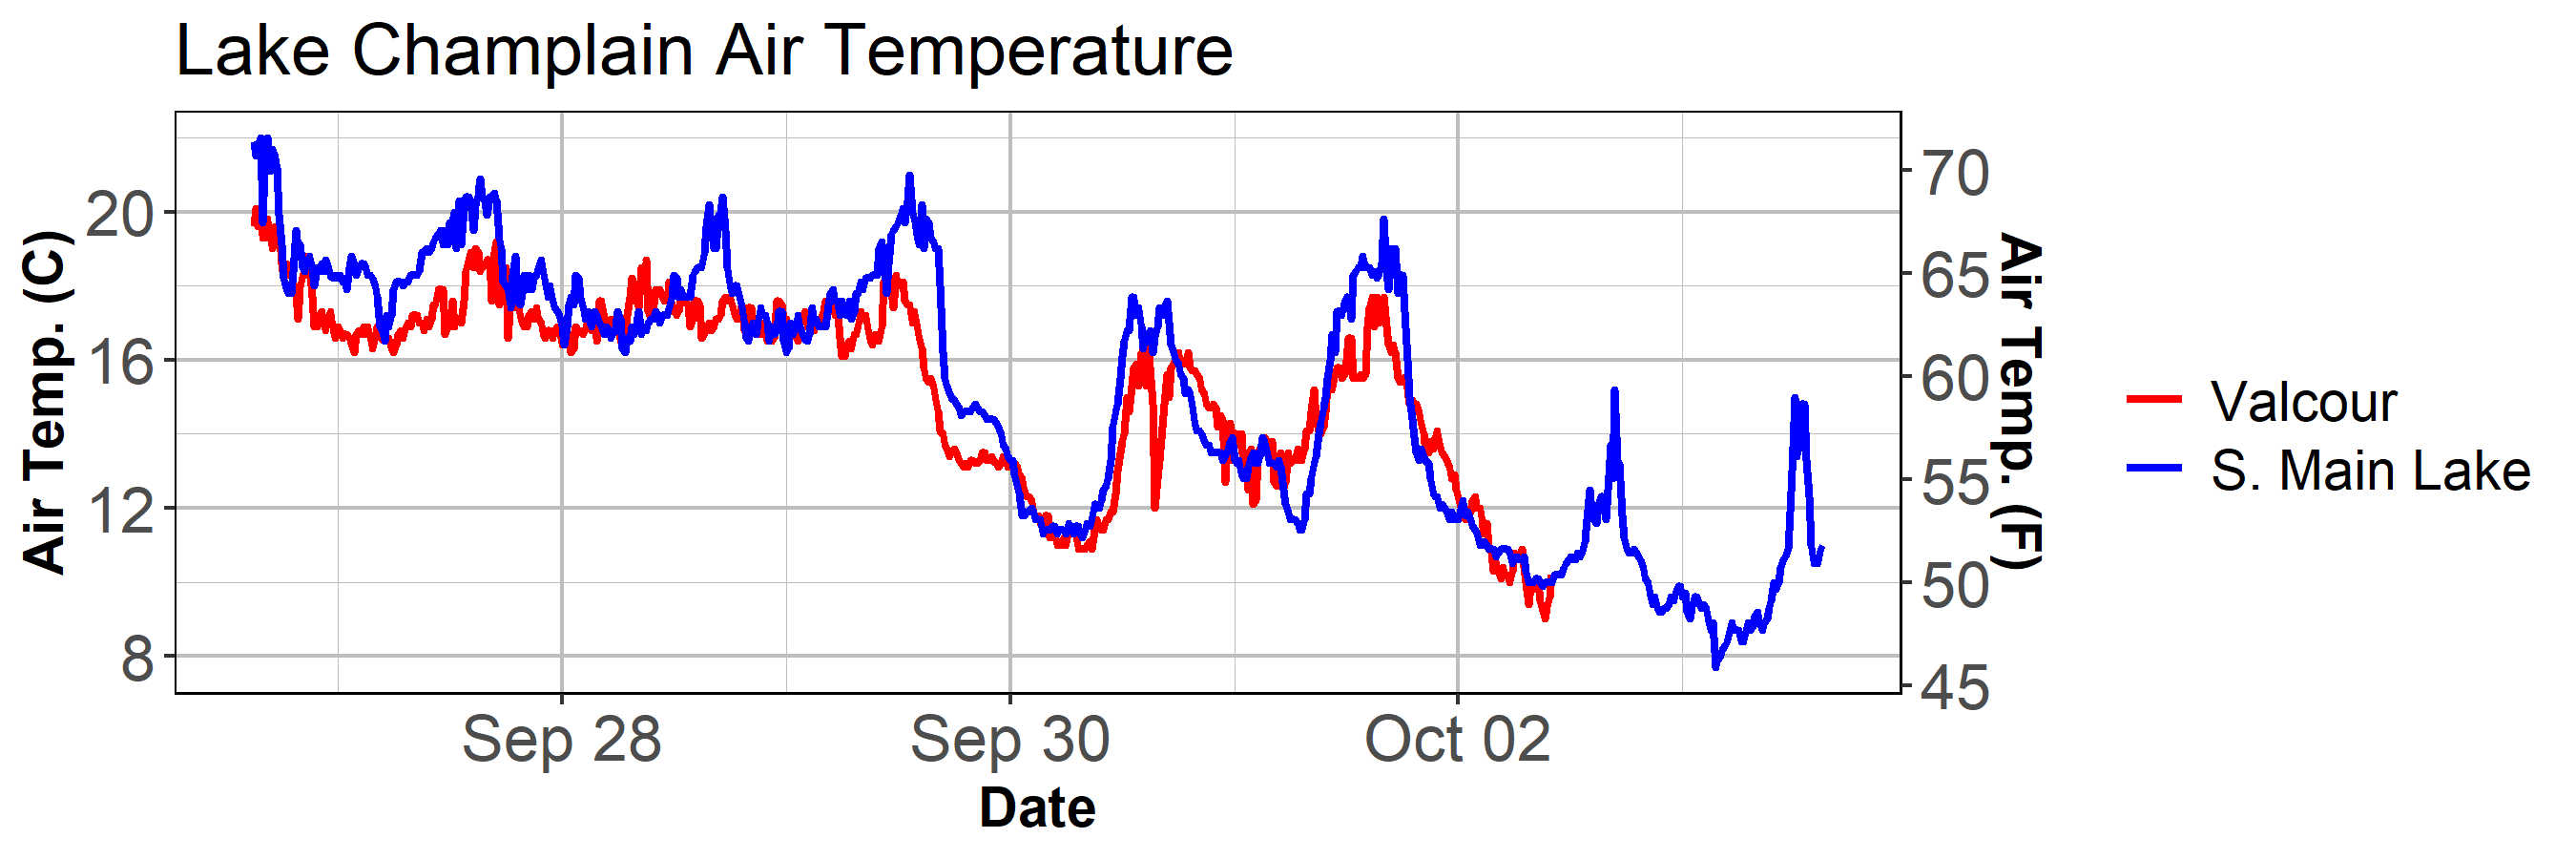 Lake Champlain Air Temperature
Air Temp. (C)
20
16
12
8
70
65
60
55
50
45
Air Temp. (F)
Sep 28
Sep 30
Oct 02
Date
Valcour
S. Main Lake